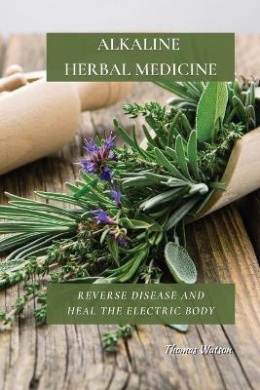 ALKALINE
HERBAL MEDICINE
REVERSE DISEASE AND
HEAL THE ELECTRIC BODY
Thomas Watson